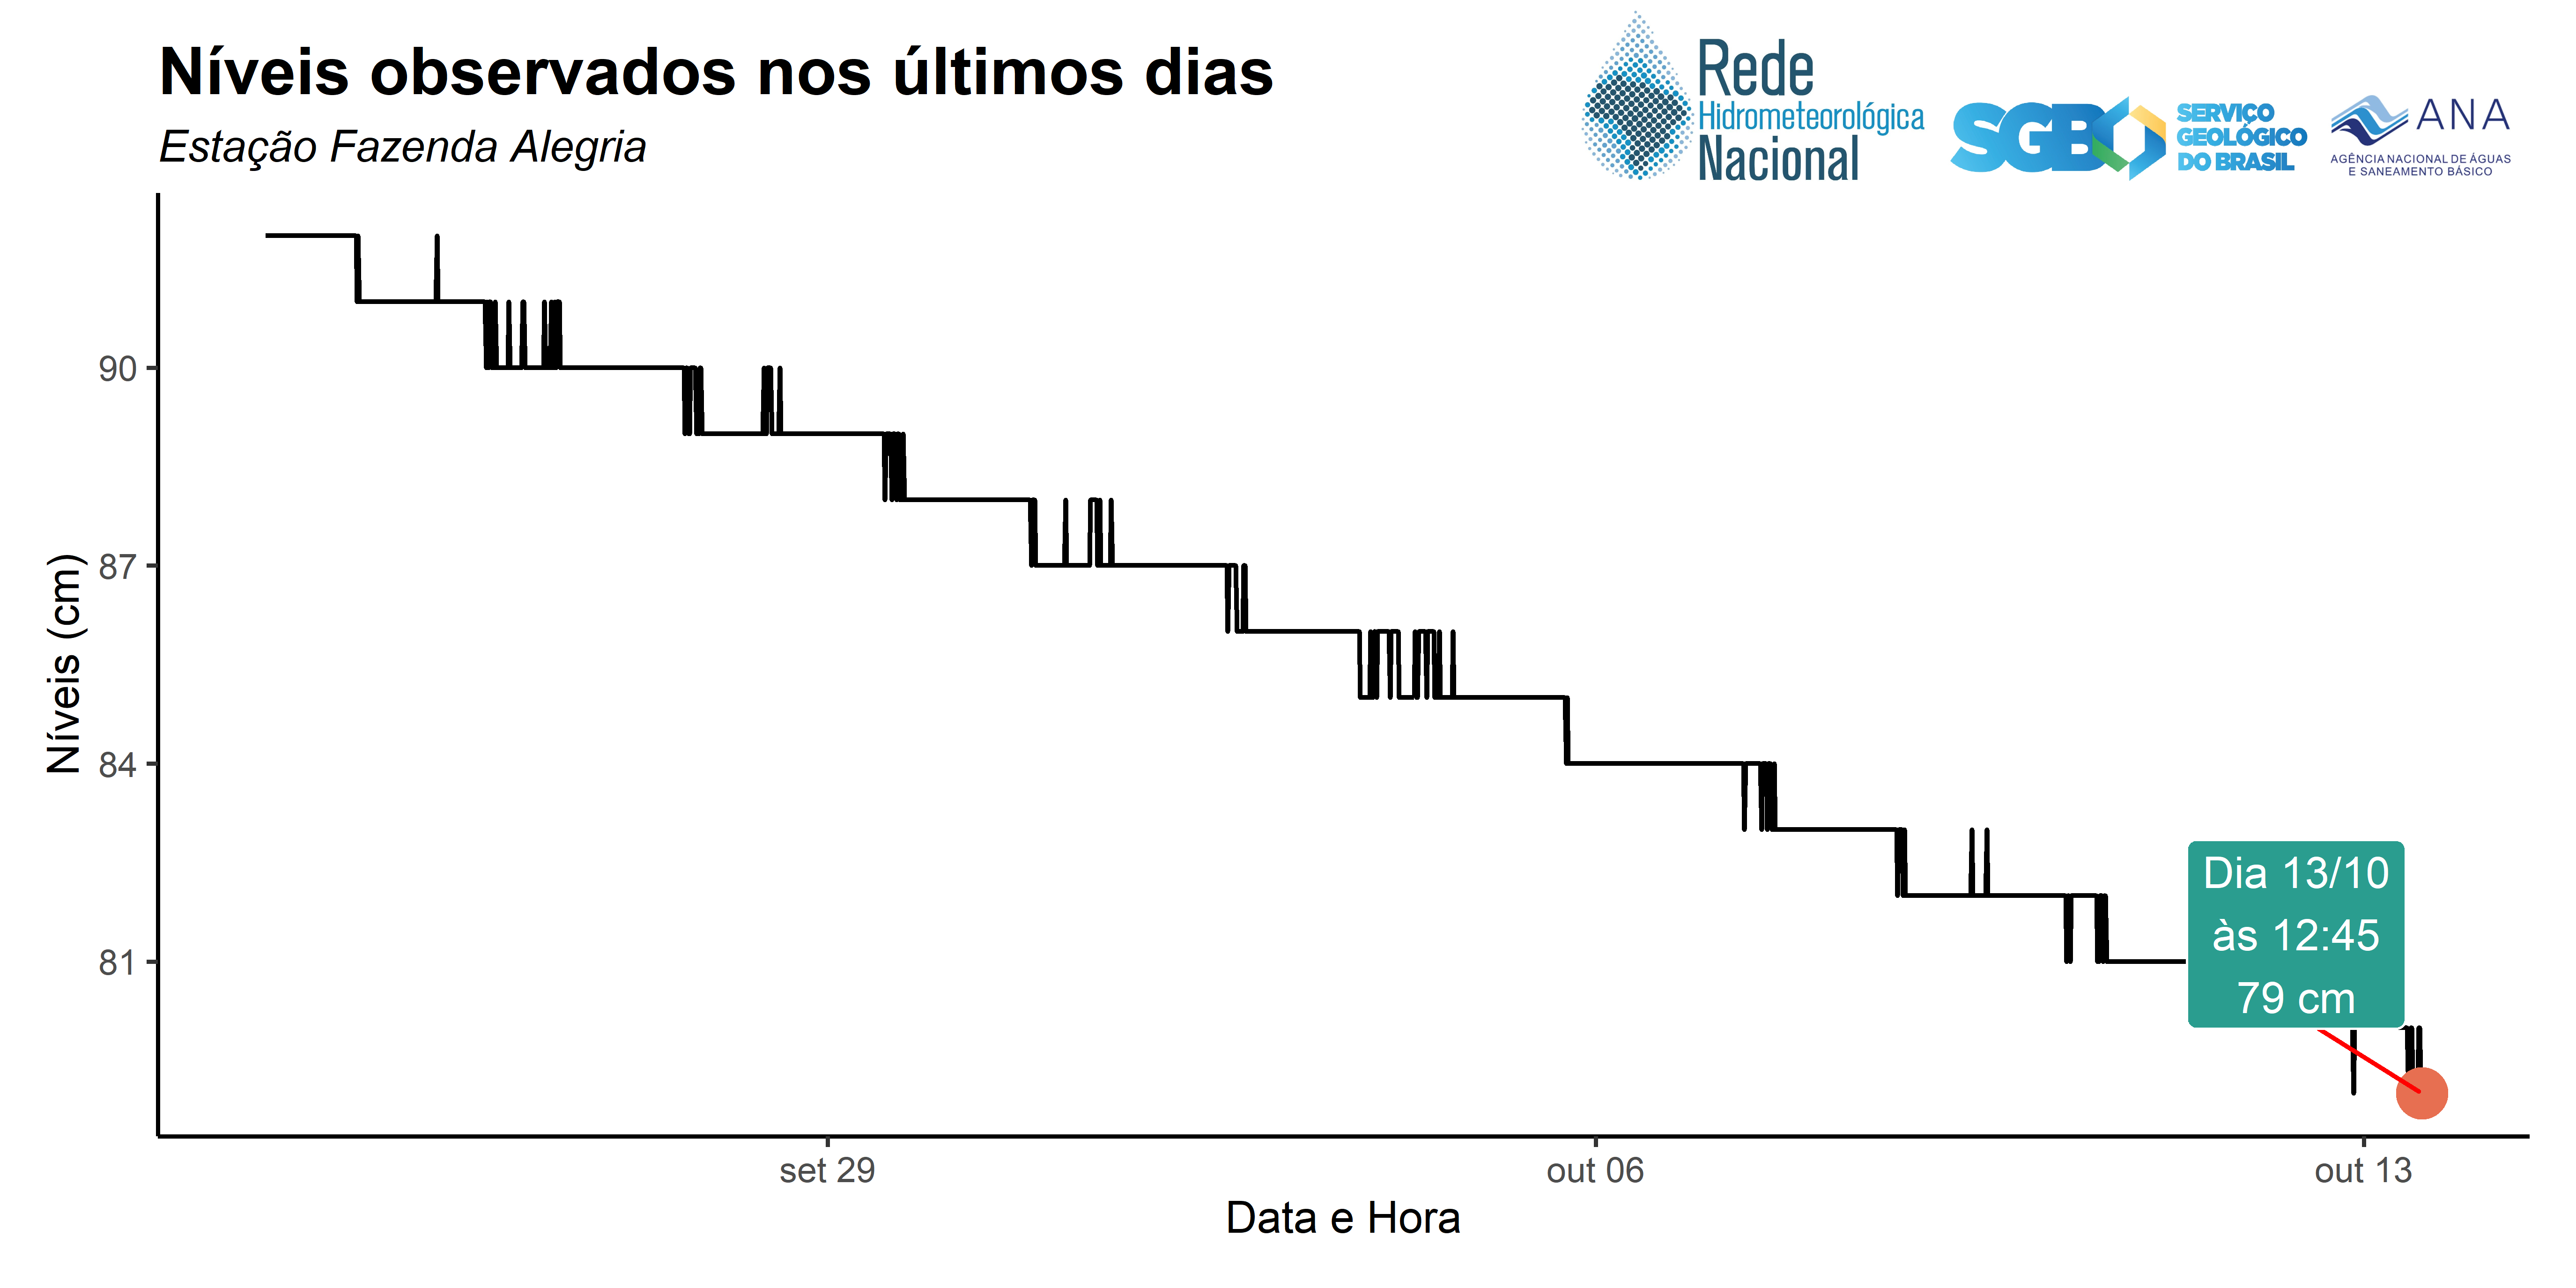 Níveis observados nos últimos dias
Estação Fazenda Alegria
Rede
Hidrometeorológica
Nacional
SGB
SERVIÇO
GEOLÓGICO
DO BRASIL
ANA
AGÊNCIA NACIONAL DE ÁGUAS
E SANEAMENTO BÁSICO
Níveis (cm)
90
87
84
81
Dia 13/10
às 12:45
79 cm
set 29
out 06
out 13
Data e Hora